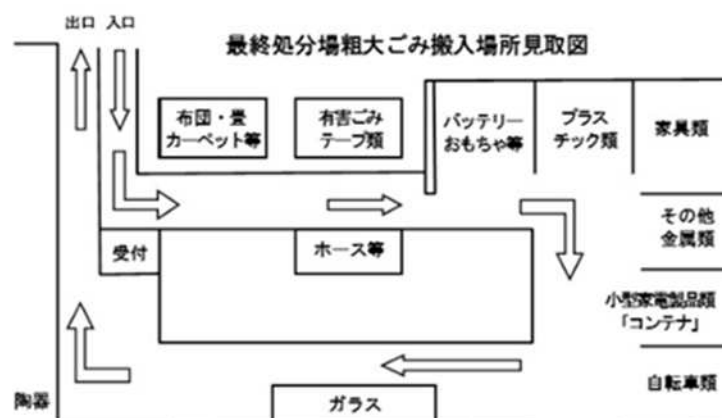 出口 入口
最終処分場粗大ごみ搬入場所見取図
布団・畳
カーペット等
有害ごみ
テープ類
バッテリー
おもちゃ等
プラス
チック類
家具類
その他
金属類
受付
ホース等
小型家電製品類
「コンテナ」
自転車類
陶器
ガラス